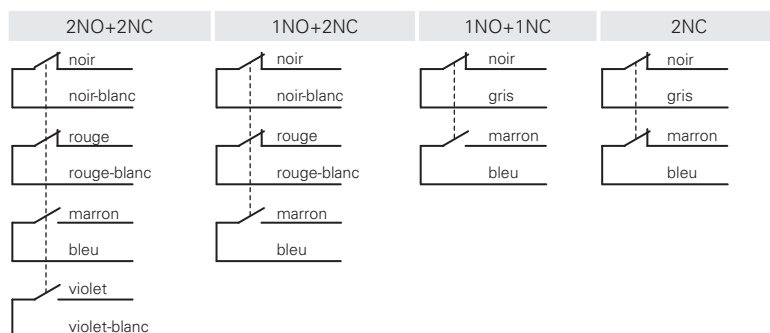 2NO+2NC
noir
noir-blanc
rouge
rouge-blanc
marron
bleu
violet
violet-blanc
1NO+2NC
noir
noir-blanc
rouge
rouge-blanc
marron
bleu
1NO+1NC
noir
gris
marron
bleu
2NC
noir
gris
marron
bleu